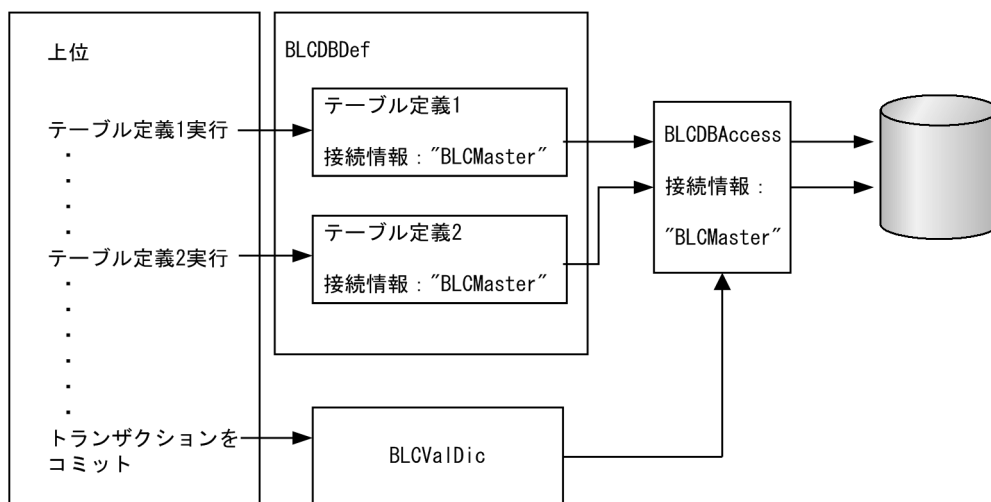 上位
テーブル定義1実行
・
・
・
・
テーブル定義2実行
・
・
・
・
・
・
トランザクションを
コミット
BLCDBDef
テーブル定義1
接続情報："BLCMaster"
テーブル定義2
接続情報："BLCMaster"
BLCValDic
BLCDBAccess
接続情報：
"BLCMaster"